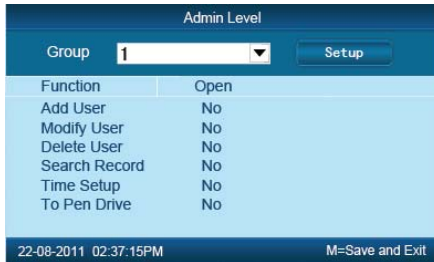 Admin Level
Group 1 Setup
Function Open
Add User No
Modify User No
Delete User No
Search Record No
Time Setup No
To Pen Drive No
22-08-2011 02:37:15PM M=Save and Exit